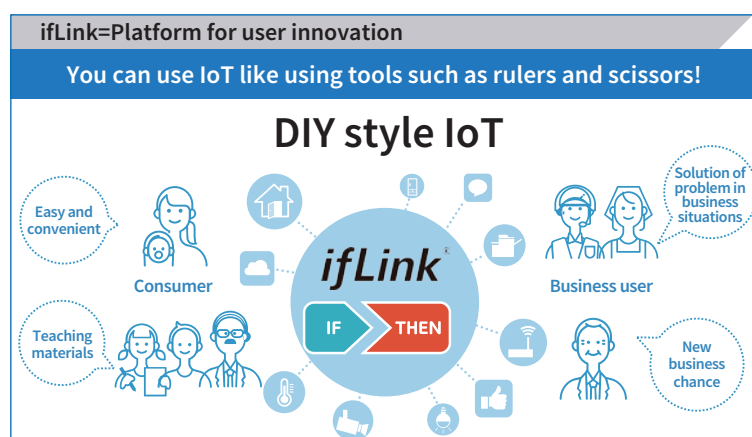 ifLink=Platform for user innovation
You can use IoT like using tools such as rulers and scissors!
DIY style IoT
Easy and
convenient
Consumer
Teaching
materials
ifLink®
IF
THEN
Solution of
problem in
business
situations
Business user
New
business
chance